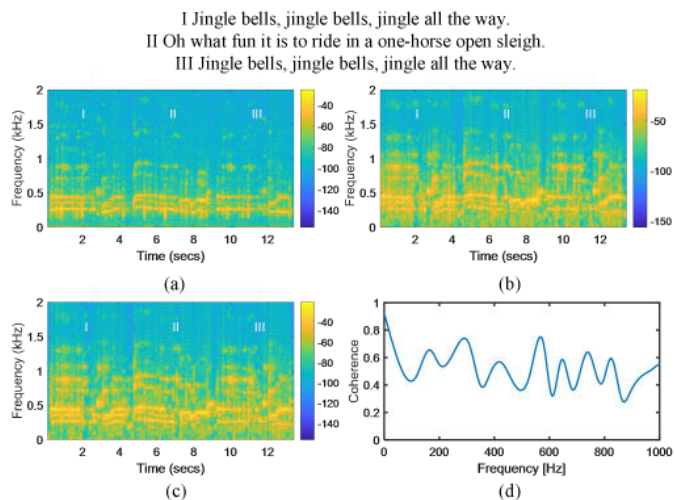 I Jingle bells, jingle bells, jingle all the way.
II Oh what fun it is to ride in a one-horse open sleigh.
III Jingle bells, jingle bells, jingle all the way.
Frequency (kHz)
2
1.5
1
0.5
0
I
II
III
2 4 6 8 10 12
Time (secs)
-40
-60
-80
-100
-120
-140
(a)
Frequency (kHz)
2
1.5
1
0.5
0
I
II
III
2 4 6 8 10 12
Time (secs)
-50
-100
-150
(b)
Frequency (kHz)
2
1.5
1
0.5
0
I
II
III
2 4 6 8 10 12
Time (secs)
-40
-60
-80
-100
-120
-140
(c)
Coherence
1
0.8
0.6
0.4
0.2
0
0 200 400 600 800 1000
Frequency [Hz]
(d)